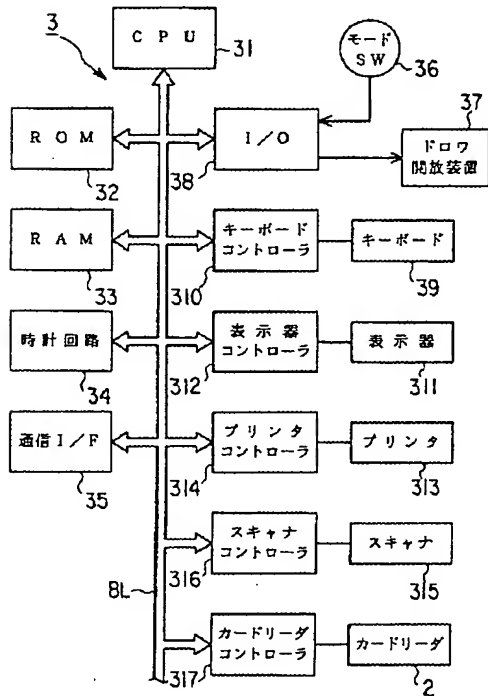 3
CPU
31
モード
SW
36
37
ROM
32
I/O
38
ドロワ
開放装置
RAM
33
キーボード
コントローラ
310
キーボード
39
時計回路
34
表示器
コントローラ
312
表示器
311
通信I/F
35
プリンタ
コントローラ
314
プリンタ
313
スキャナ
コントローラ
316
スキャナ
315
BL
カードリーダ
コントローラ
317
カードリーダ
2